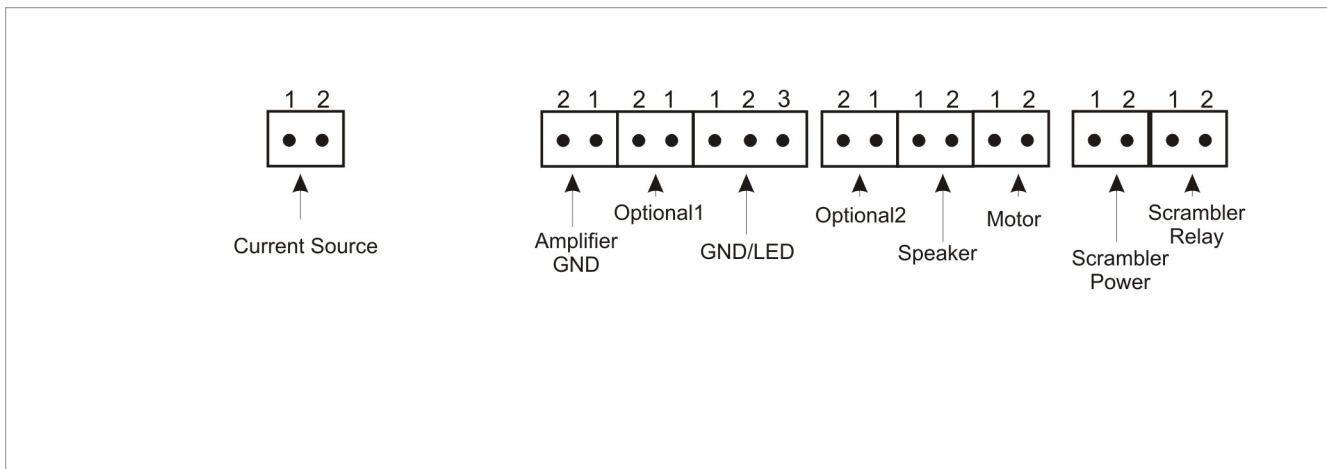 1 2
2 1 2 1 1 2 3
2 1 1 2 1 2
1 2 1 2
Current Source
Amplifier
GND
Optional1
GND/LED
Optional2
Speaker
Motor
Scrambler
Power
Scrambler
Relay